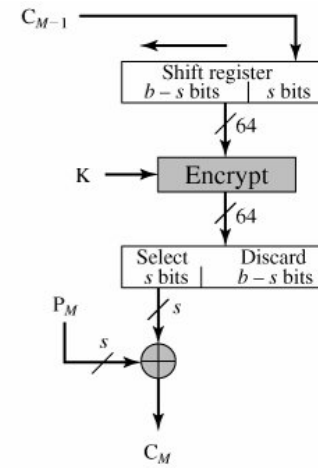 C_{M−1}
Shift register
b – s bits s bits
64
K Encrypt
64
Select Discard
s bits b – s bits
s
P_M
s
C_M